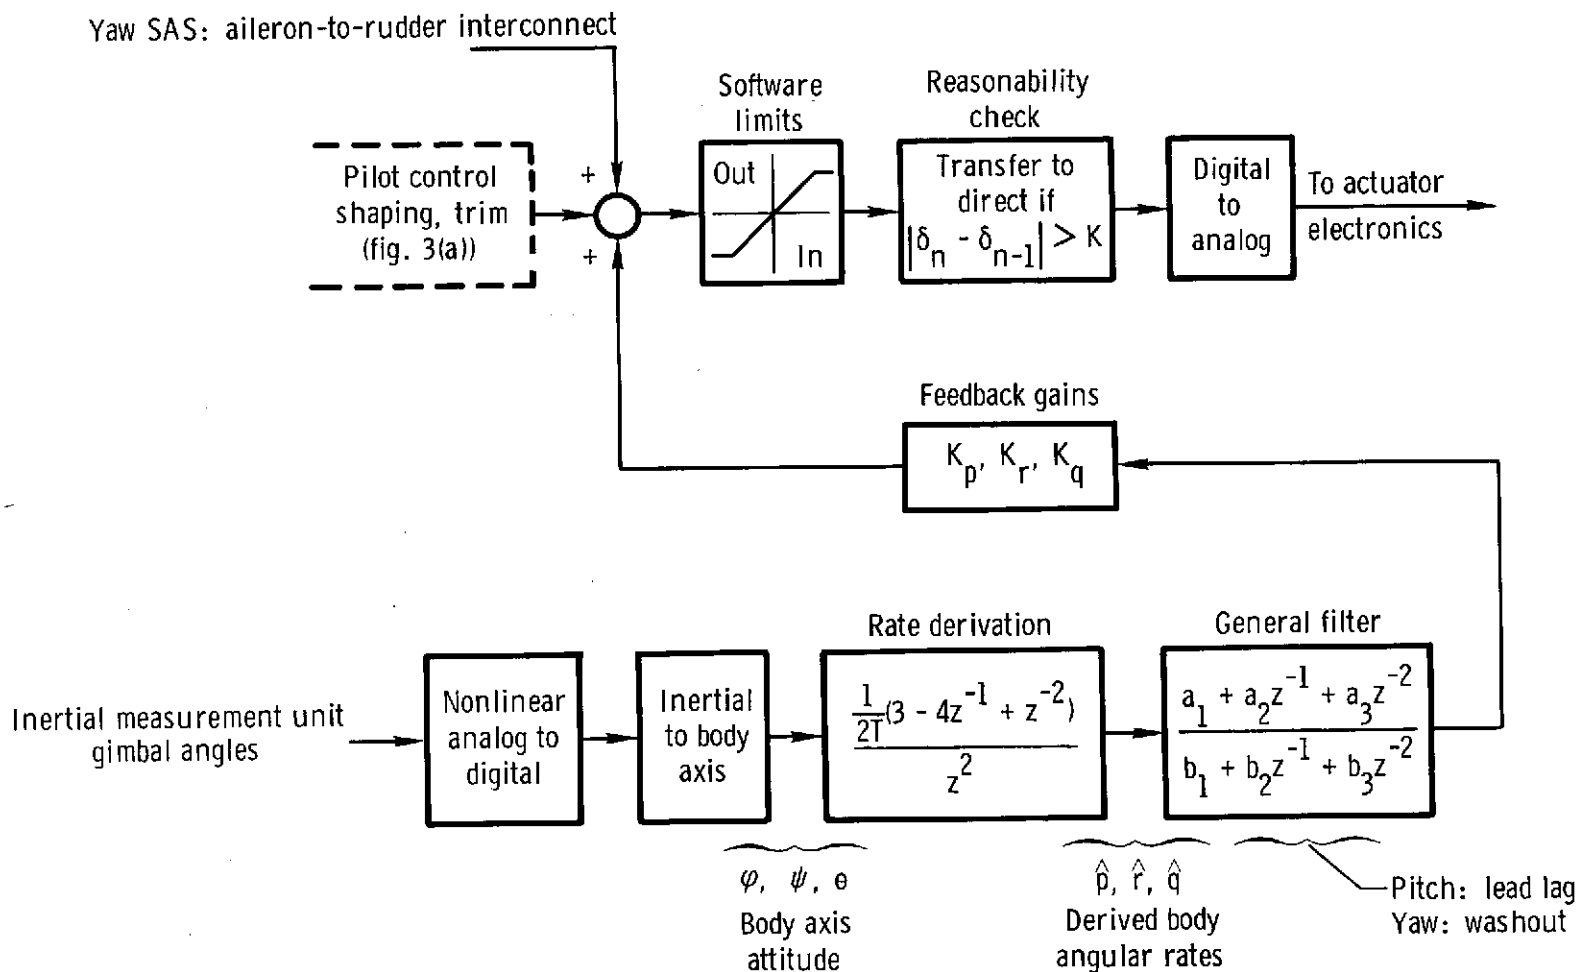 Yaw SAS: aileron-to-rudder interconnect
Software
limits
Reasonability
check
Pilot control
shaping, trim
(fig. 3(a))
+
+
Out
In
Transfer to
direct if
|δn - δn-1| > K
Digital
to
analog
To actuator
electronics
Feedback gains
Kp, Kr, Kq
Rate derivation
General filter
Inertial measurement unit
gimbal angles
Nonlinear
analog to
digital
Inertial
to body
axis
1
2T
(3 - 4z^-1 + z^-2)
z^2
a1 + a2z^-1 + a3z^-2
b1 + b2z^-1 + b3z^-2
φ, ψ, θ
Body axis
attitude
p̂, r̂, q̂
Derived body
angular rates
Pitch: lead lag
Yaw: washout